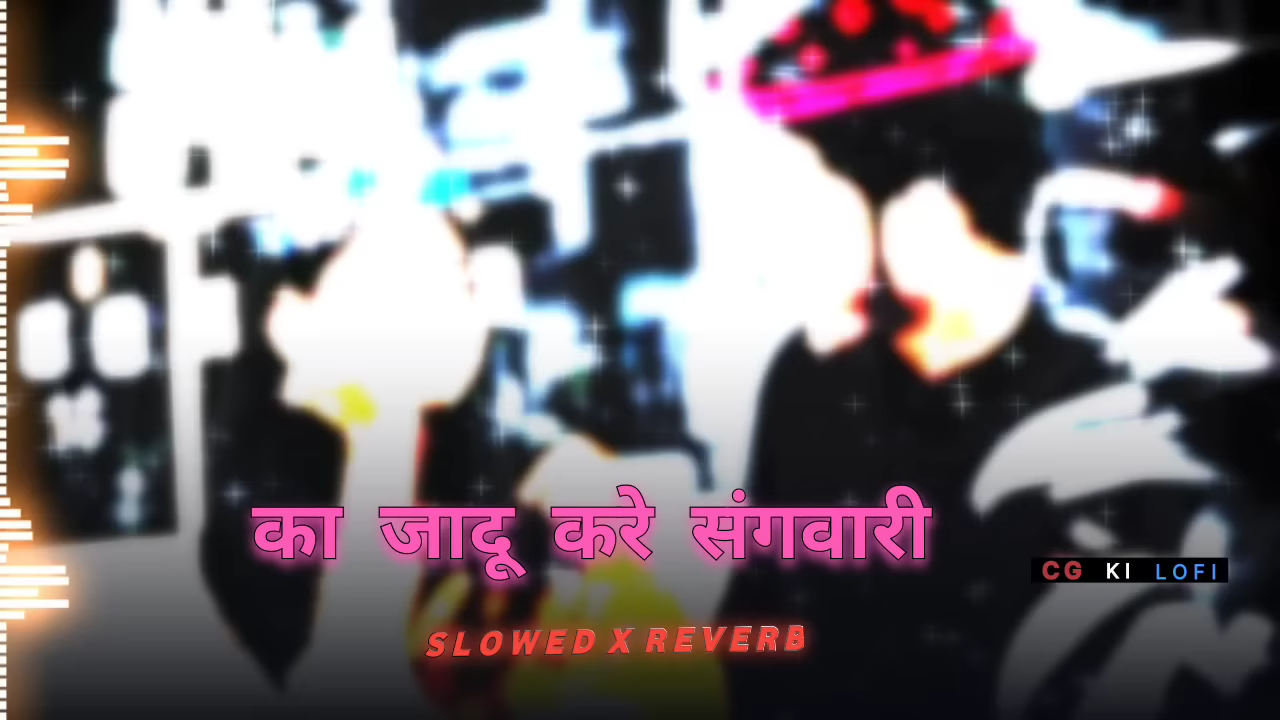 का जादू करे संगवारी
CG KI LOFI
SLOWED X REVERB